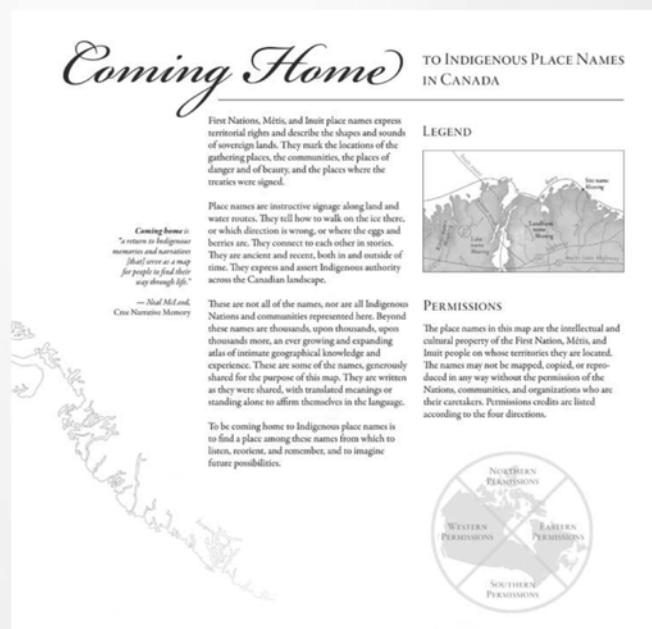 Coming Home
TO INDIGENOUS PLACE NAMES
IN CANADA
First Nations, Métis, and Inuit place names express
territorial rights and describe the shapes and sounds
of sovereign lands. They mark the locations of the
gathering places, the communities, the places of
danger and of beauty, and the places where the
treaties were signed.
Place names are instructive signage along land and
water routes. They tell how to walk on the ice there,
or which direction is wrong, or where the eggs and
berries are. They connect to each other in stories.
They are ancient and recent, both in and outside of
time. They express and assert Indigenous authority
across the Canadian landscape.
These are not all of the names, nor are all Indigenous
Nations and communities represented here. Beyond
these names are thousands, upon thousands, upon
thousands more, an ever growing and expanding
atlas of intimate geographical knowledge and
experience. These are some of the names, generously
shared for the purpose of this map. They are written
as they were shared, with translated meanings or
standing alone to affirm themselves in the language.
To be coming home to Indigenous place names is
to find a place among these names from which to
listen, reorient, and remember, and to imagine
future possibilities.
Coming home is
"a return to Indigenous
memories and narratives
[that] serve as a map
for people to find their
way through life."
— Neal McLeod,
Cree Narrative Memory
LEGEND
Site name
Meaning
Landform
name
Meaning
Lake
name
Meaning
PERMISSIONS
The place names in this map are the intellectual and
cultural property of the First Nation, Métis, and
Inuit people on whose territories they are located.
The names may not be mapped, copied, or repro-
duced in any way without the permission of the
Nations, communities, and organizations who are
their caretakers. Permissions credits are listed
according to the four directions.
NORTHERN
PERMISSIONS
WESTERN
PERMISSIONS
EASTERN
PERMISSIONS
SOUTHERN
PERMISSIONS